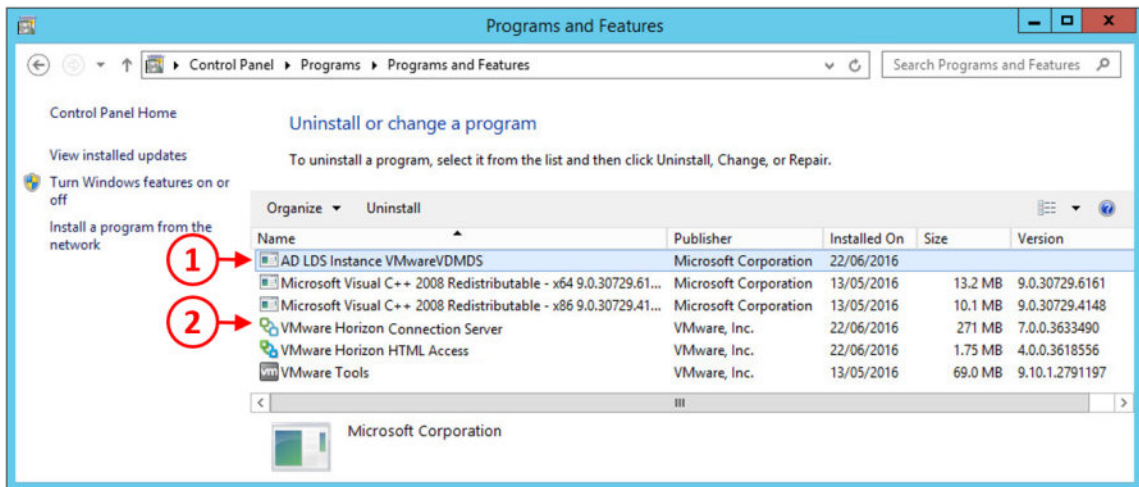 Programs and Features
Control Panel Programs Programs and Features
Search Programs and Features
Control Panel Home
View installed updates
Turn Windows features on or
off
Install a program from the
network
Uninstall or change a program
To uninstall a program, select it from the list and then click Uninstall, Change, or Repair.
Organize Uninstall
Name Publisher Installed On Size Version
1 AD LDS Instance VMwareVDMDS Microsoft Corporation 22/06/2016
Microsoft Visual C++ 2008 Redistributable - x64 9.0.30729.61... Microsoft Corporation 13/05/2016 13.2 MB 9.0.30729.6161
Microsoft Visual C++ 2008 Redistributable - x86 9.0.30729.41... Microsoft Corporation 13/05/2016 10.1 MB 9.0.30729.4148
2 VMware Horizon Connection Server VMware, Inc. 22/06/2016 271 MB 7.0.0.3633490
VMware Horizon HTML Access VMware, Inc. 22/06/2016 1.75 MB 4.0.0.3618556
vm VMware Tools VMware, Inc. 13/05/2016 69.0 MB 9.10.1.2791197
Microsoft Corporation